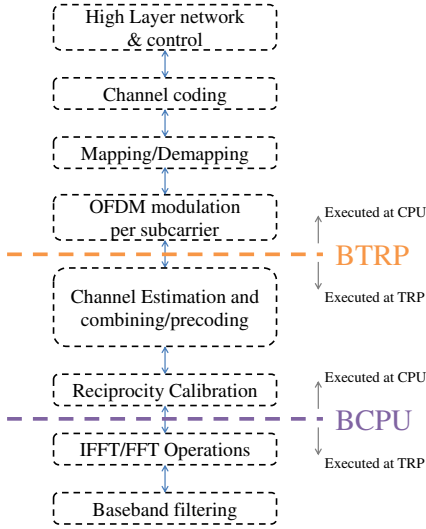 High Layer network
& control
Channel coding
Mapping/Demapping
OFDM modulation
per subcarrier
Executed at CPU
BTRP
Executed at TRP
Channel Estimation and
combining/precoding
Reciprocity Calibration
Executed at CPU
BCPU
IFFT/FFT Operations
Executed at TRP
Baseband filtering